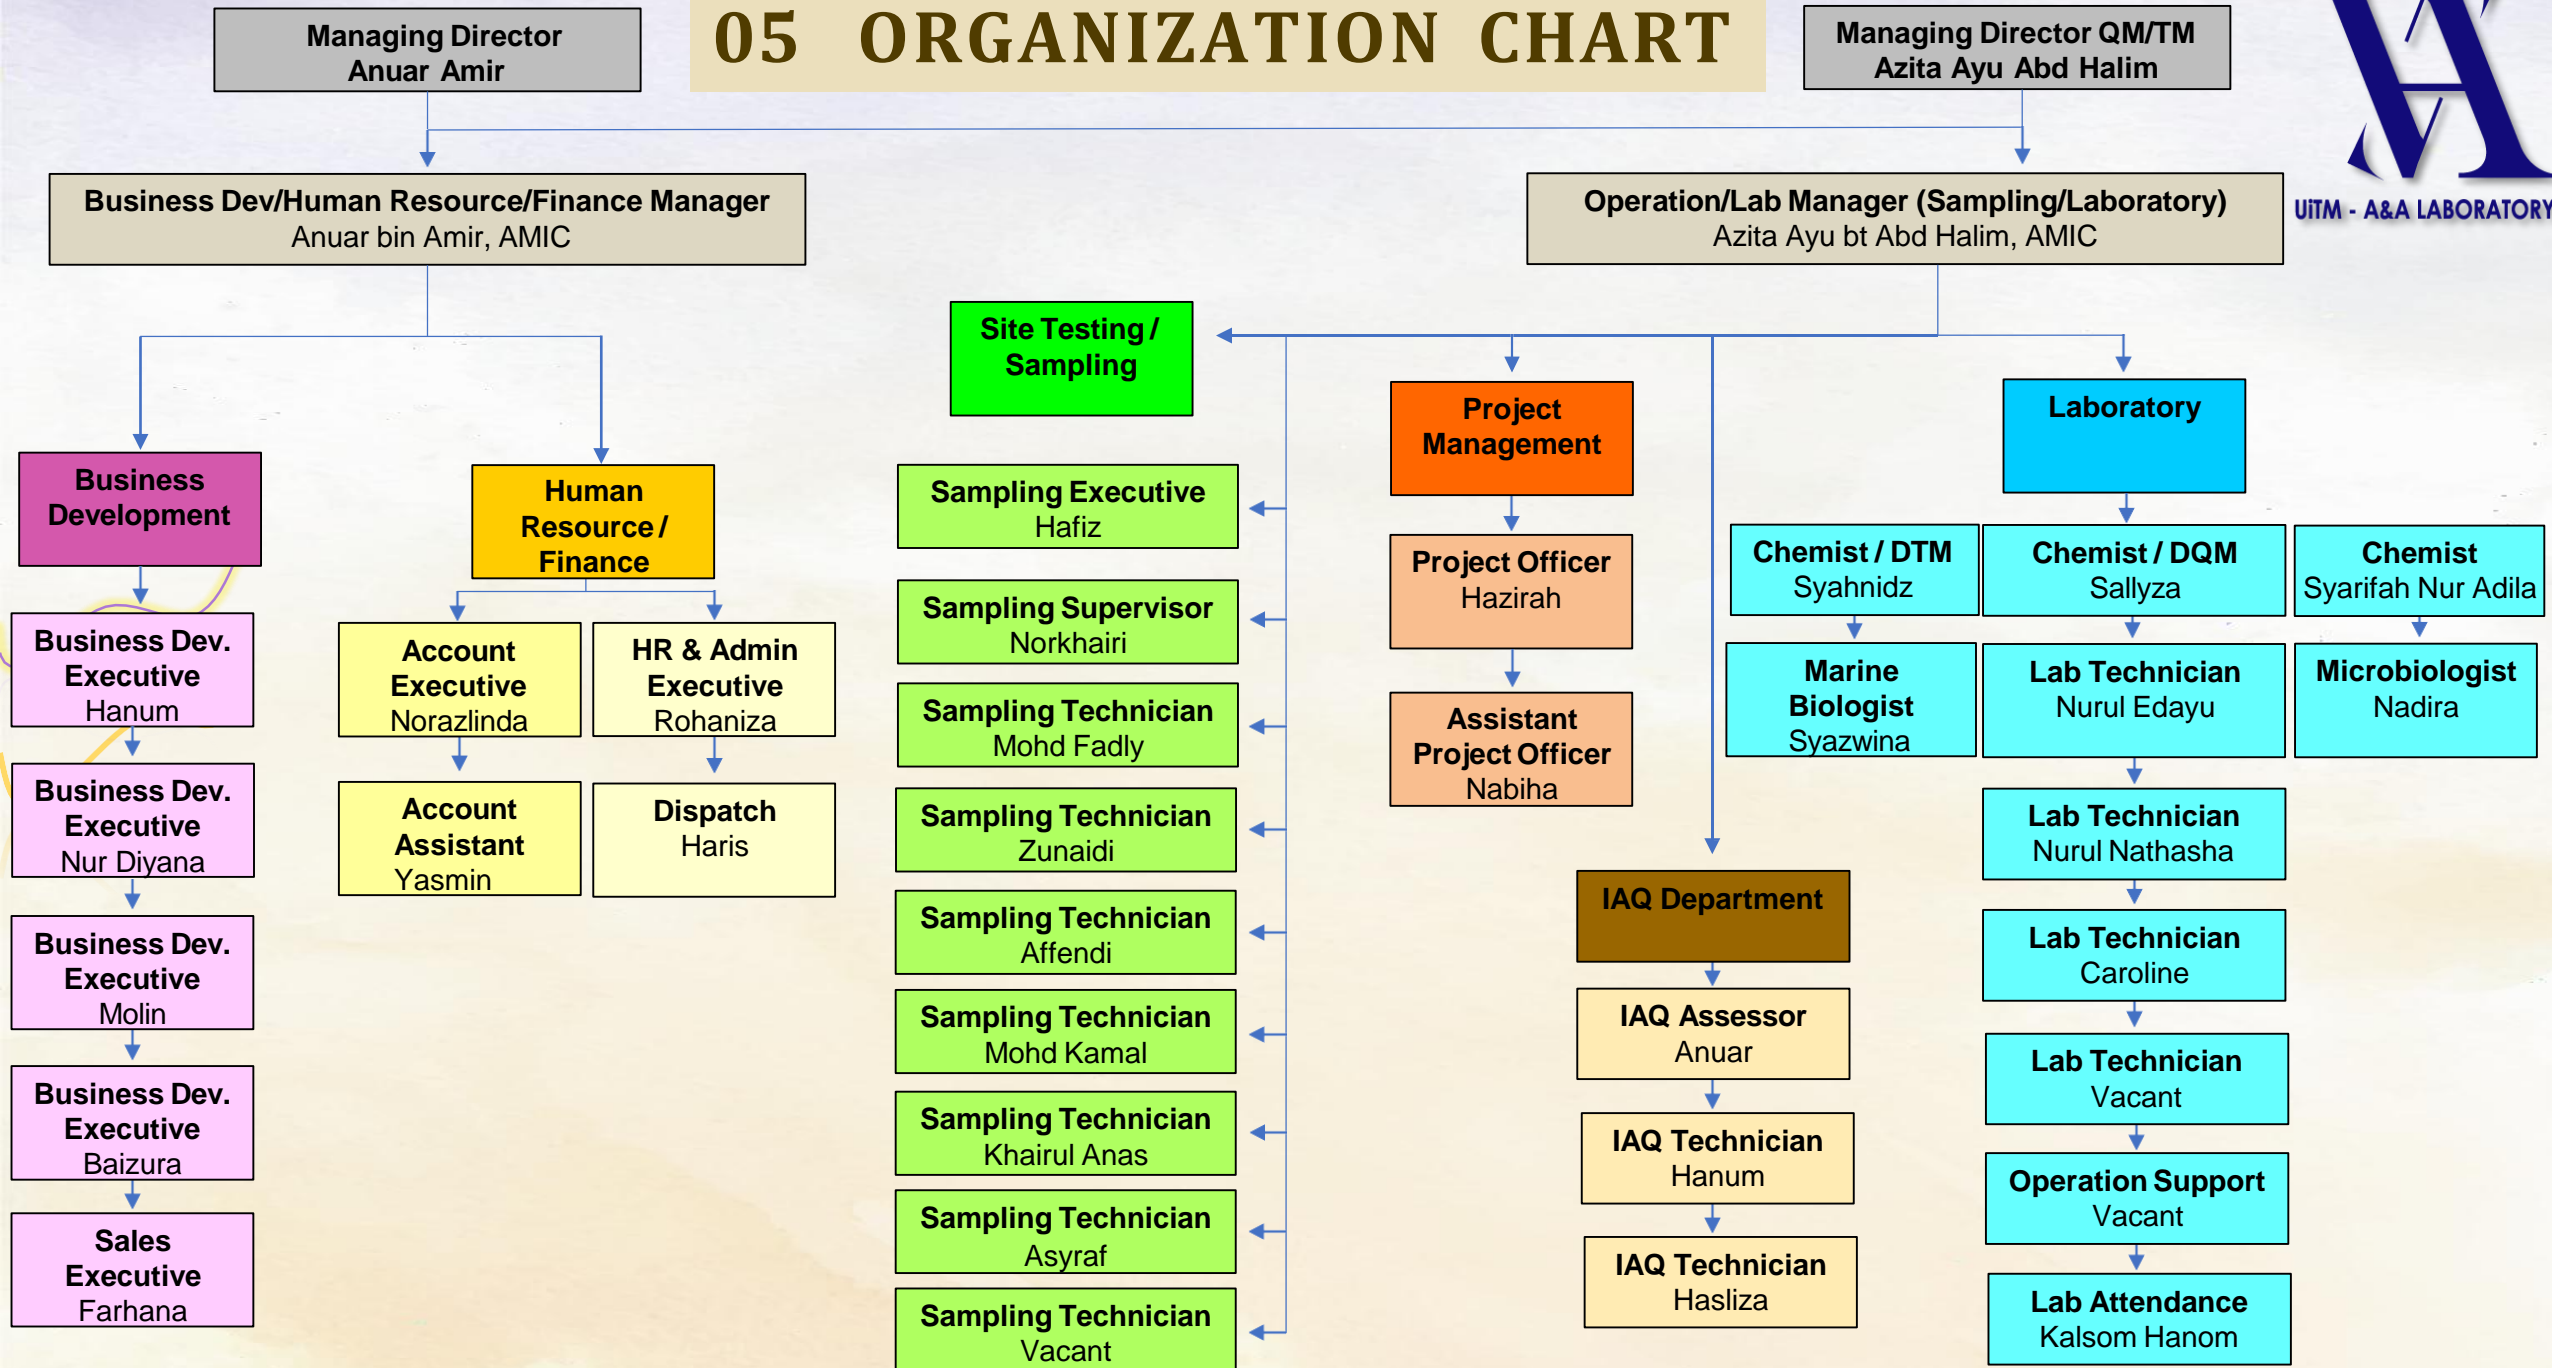 05 ORGANIZATION CHART
Managing Director
Anuar Amir
Managing Director QM/TM
Azita Ayu Abd Halim
UiTM - A&A LABORATORY
Business Dev/Human Resource/Finance Manager
Anuar bin Amir, AMIC
Operation/Lab Manager (Sampling/Laboratory)
Azita Ayu bt Abd Halim, AMIC
Business
Development
Business Dev.
Executive
Hanum
Business Dev.
Executive
Nur Diyana
Business Dev.
Executive
Molin
Business Dev.
Executive
Baizura
Sales
Executive
Farhana
Human
Resource /
Finance
Account
Executive
Norazlinda
Account
Assistant
Yasmin
HR & Admin
Executive
Rohaniza
Dispatch
Haris
Site Testing /
Sampling
Sampling Executive
Hafiz
Sampling Supervisor
Norkhairi
Sampling Technician
Mohd Fadly
Sampling Technician
Zunaidi
Sampling Technician
Affendi
Sampling Technician
Mohd Kamal
Sampling Technician
Khairul Anas
Sampling Technician
Asyraf
Sampling Technician
Vacant
Project
Management
Project Officer
Hazirah
Assistant
Project Officer
Nabiha
IAQ Department
IAQ Assessor
Anuar
IAQ Technician
Hanum
IAQ Technician
Hasliza
Laboratory
Chemist / DTM
Syahnidz
Marine
Biologist
Syazwina
Chemist / DQM
Sallyza
Lab Technician
Nurul Edayu
Lab Technician
Nurul Nathasha
Lab Technician
Caroline
Lab Technician
Vacant
Operation Support
Vacant
Lab Attendance
Kalsom Hanom
Chemist
Syarifah Nur Adila
Microbiologist
Nadira